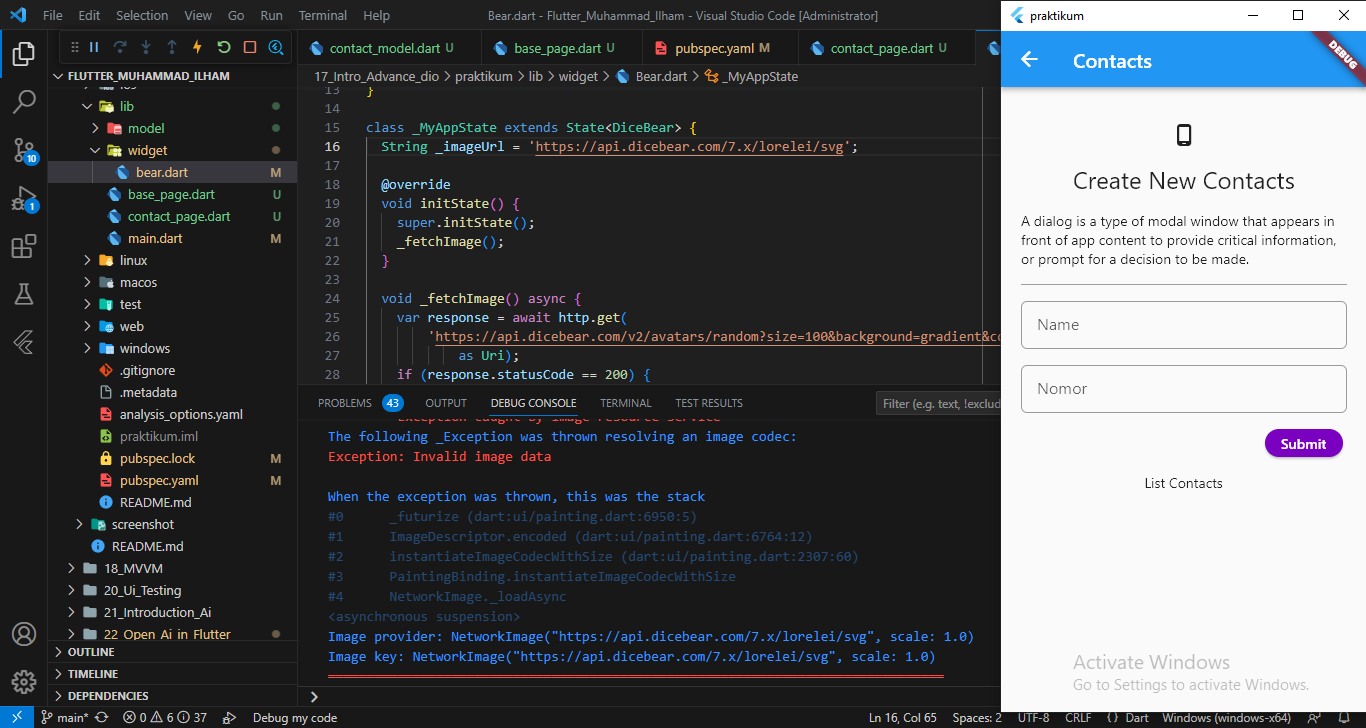 File Edit Selection View Go Run Terminal Help
Bear.dart - Flutter_Muhammad_Ilham - Visual Studio Code [Administrator]
praktikum
contact_model.dart U
base_page.dart U
pubspec.yaml M
contact_page.dart U
FLUTTER_MUHAMMAD_ILHAM
17_Intro_Advance_dio > praktikum > lib > widget > Bear.dart > _MyAppState
lib
model
widget
bear.dart M
base_page.dart U
contact_page.dart U
main.dart M
linux
macos
test
web
windows
.gitignore
.metadata
analysis_options.yaml
praktikum.iml
pubspec.lock M
pubspec.yaml M
README.md
screenshot
README.md
18_MVVM
20_Ui_Testing
21_Introduction_Ai
22_Open_Ai_in_Flutter
OUTLINE
TIMELINE
DEPENDENCIES
10
1
13 }
14
15 class _MyAppState extends State<DiceBear> {
16 String _imageUrl = 'https://api.dicebear.com/7.x/lorelei/svg';
17
18 @override
19 void initState() {
20 super.initState();
21 _fetchImage();
22 }
23
24 void _fetchImage() async {
25 var response = await http.get(
26 'https://api.dicebear.com/v2/avatars/random?size=100&background=gradient&co
27 as Uri);
28 if (response.statusCode == 200) {
PROBLEMS 43 OUTPUT DEBUG CONSOLE TERMINAL TEST RESULTS
Filter (e.g. text, !exclud
Exception caught by image resource service
The following _Exception was thrown resolving an image codec:
Exception: Invalid image data
When the exception was thrown, this was the stack
#0 _futurize (dart:ui/painting.dart:6950:5)
#1 ImageDescriptor.encoded (dart:ui/painting.dart:6764:12)
#2 instantiateImageCodecWithSize (dart:ui/painting.dart:2307:60)
#3 PaintingBinding.instantiateImageCodecWithSize
#4 NetworkImage._loadAsync
<asynchronous suspension>
Image provider: NetworkImage("https://api.dicebear.com/7.x/lorelei/svg", scale: 1.0)
Image key: NetworkImage("https://api.dicebear.com/7.x/lorelei/svg", scale: 1.0)
Contacts
DEBUG
Create New Contacts
A dialog is a type of modal window that appears in
front of app content to provide critical information,
or prompt for a decision to be made.
Name
Nomor
Submit
List Contacts
Activate Windows
Go to Settings to activate Windows.
main* 0 6 37 Debug my code
Ln 16, Col 65 Spaces: 2 UTF-8 CRLF {} Dart Windows (windows-x64)